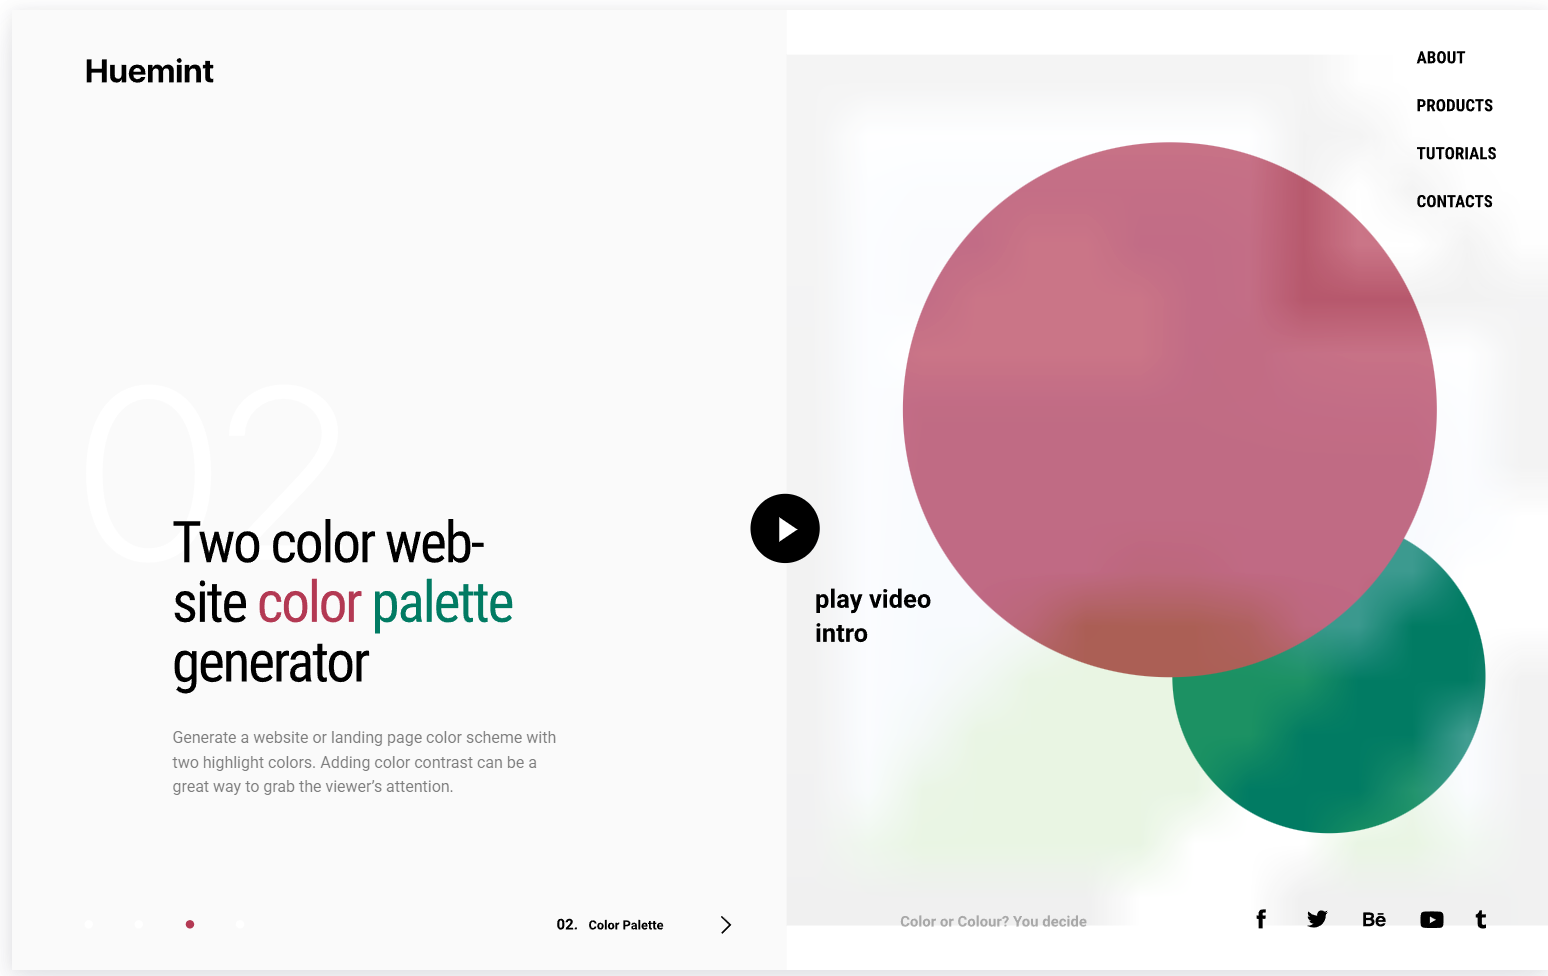 Huemint
ABOUT
PRODUCTS
TUTORIALS
CONTACTS
02
Two color web-
site color palette
generator
play video
intro
Generate a website or landing page color scheme with
two highlight colors. Adding color contrast can be a
great way to grab the viewer’s attention.
02. Color Palette
Color or Colour? You decide
f
Bē
t